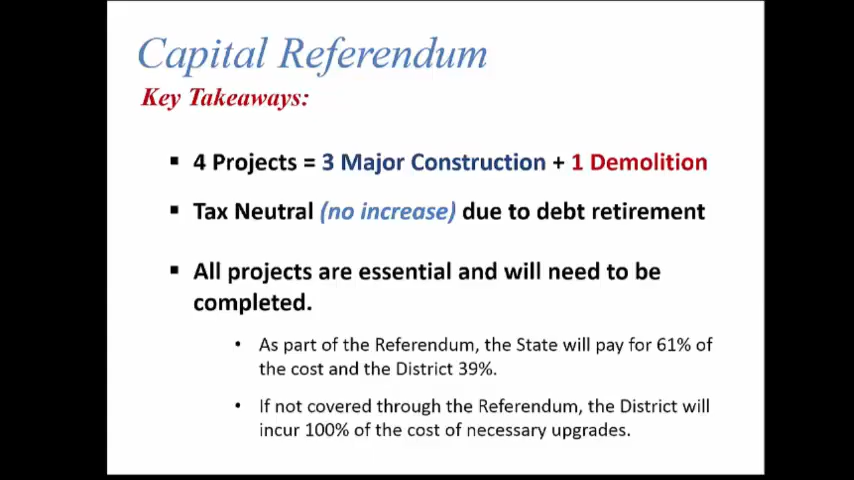 Capital Referendum
Key Takeaways:
▪ 4 Projects = 3 Major Construction + 1 Demolition
▪ Tax Neutral (no increase) due to debt retirement
▪ All projects are essential and will need to be
completed.
• As part of the Referendum, the State will pay for 61% of
the cost and the District 39%.
• If not covered through the Referendum, the District will
incur 100% of the cost of necessary upgrades.